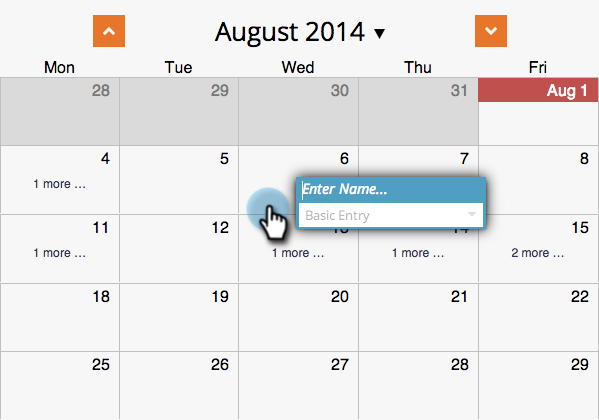 August 2014
Mon Tue Wed Thu Fri
28 29 30 31 Aug 1
4 5 6 7 8
1 more ...
Enter Name...
Basic Entry
11 12 13 14 15
1 more ... 1 more ... 1 more ... 2 more ...
18 19 20 21 22
25 26 27 28 29